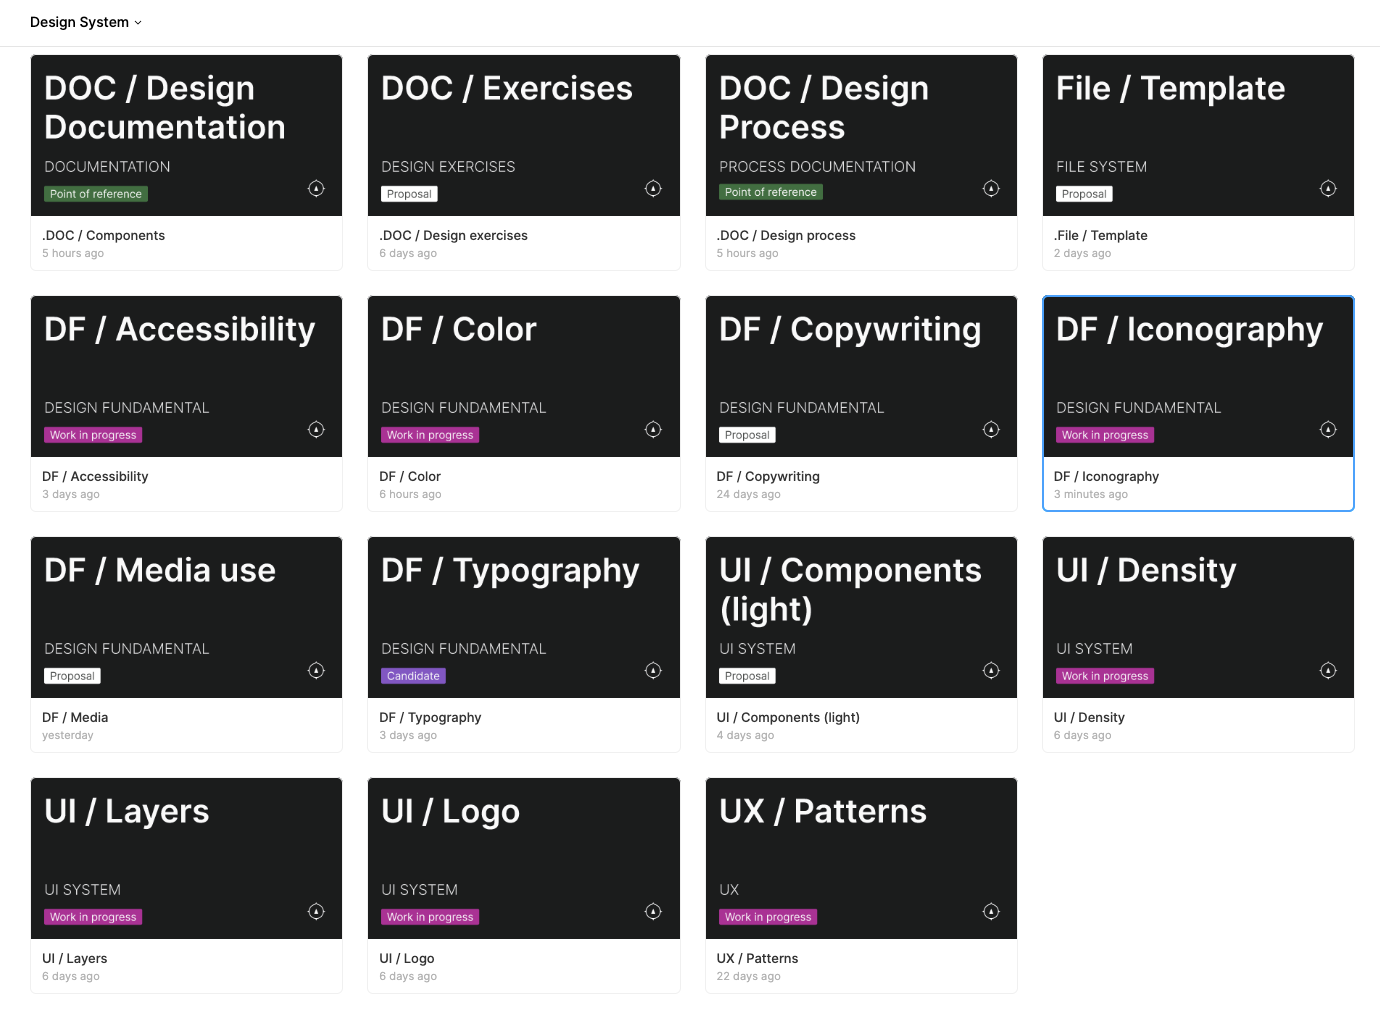 Design System
DOC / Design
Documentation
DOCUMENTATION
Point of reference
.DOC / Components
5 hours ago
DOC / Exercises
DESIGN EXERCISES
Proposal
.DOC / Design exercises
6 days ago
DOC / Design
Process
PROCESS DOCUMENTATION
Point of reference
.DOC / Design process
5 hours ago
File / Template
FILE SYSTEM
Proposal
.File / Template
2 days ago
DF / Accessibility
DESIGN FUNDAMENTAL
Work in progress
DF / Accessibility
3 days ago
DF / Color
DESIGN FUNDAMENTAL
Work in progress
DF / Color
6 hours ago
DF / Copywriting
DESIGN FUNDAMENTAL
Proposal
DF / Copywriting
24 days ago
DF / Iconography
DESIGN FUNDAMENTAL
Work in progress
DF / Iconography
3 minutes ago
DF / Media use
DESIGN FUNDAMENTAL
Proposal
DF / Media
yesterday
DF / Typography
DESIGN FUNDAMENTAL
Candidate
DF / Typography
3 days ago
UI / Components
(light)
UI SYSTEM
Proposal
UI / Components (light)
4 days ago
UI / Density
UI SYSTEM
Work in progress
UI / Density
6 days ago
UI / Layers
UI SYSTEM
Work in progress
UI / Layers
6 days ago
UI / Logo
UI SYSTEM
Work in progress
UI / Logo
6 days ago
UX / Patterns
UX
Work in progress
UX / Patterns
22 days ago